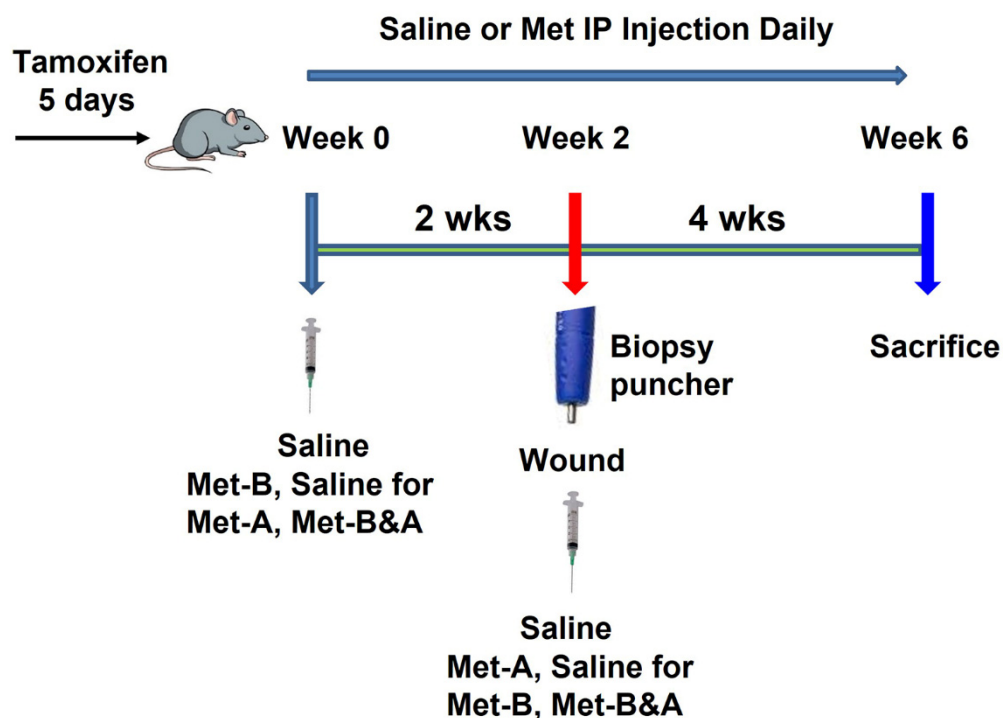 Saline or Met IP Injection Daily
Tamoxifen
5 days
Week 0
Week 2
Week 6
2 wks
4 wks
Biopsy
puncher
Sacrifice
Saline
Met-B, Saline for
Met-A, Met-B&A
Wound
Saline
Met-A, Saline for
Met-B, Met-B&A